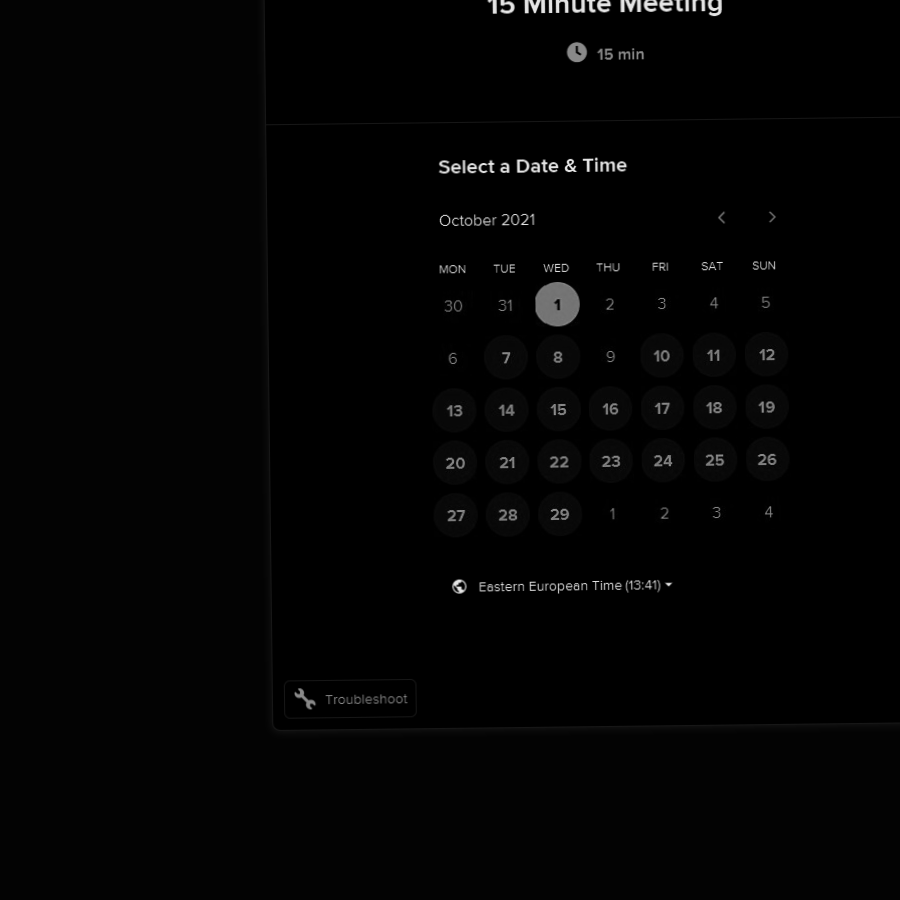 15 Minute Meeting
15 min
Select a Date & Time
October 2021
MON TUE WED THU FRI SAT SUN
30 31 1 2 3 4 5
6 7 8 9 10 11 12
13 14 15 16 17 18 19
20 21 22 23 24 25 26
27 28 29 1 2 3 4
Eastern European Time (13:41)
Troubleshoot